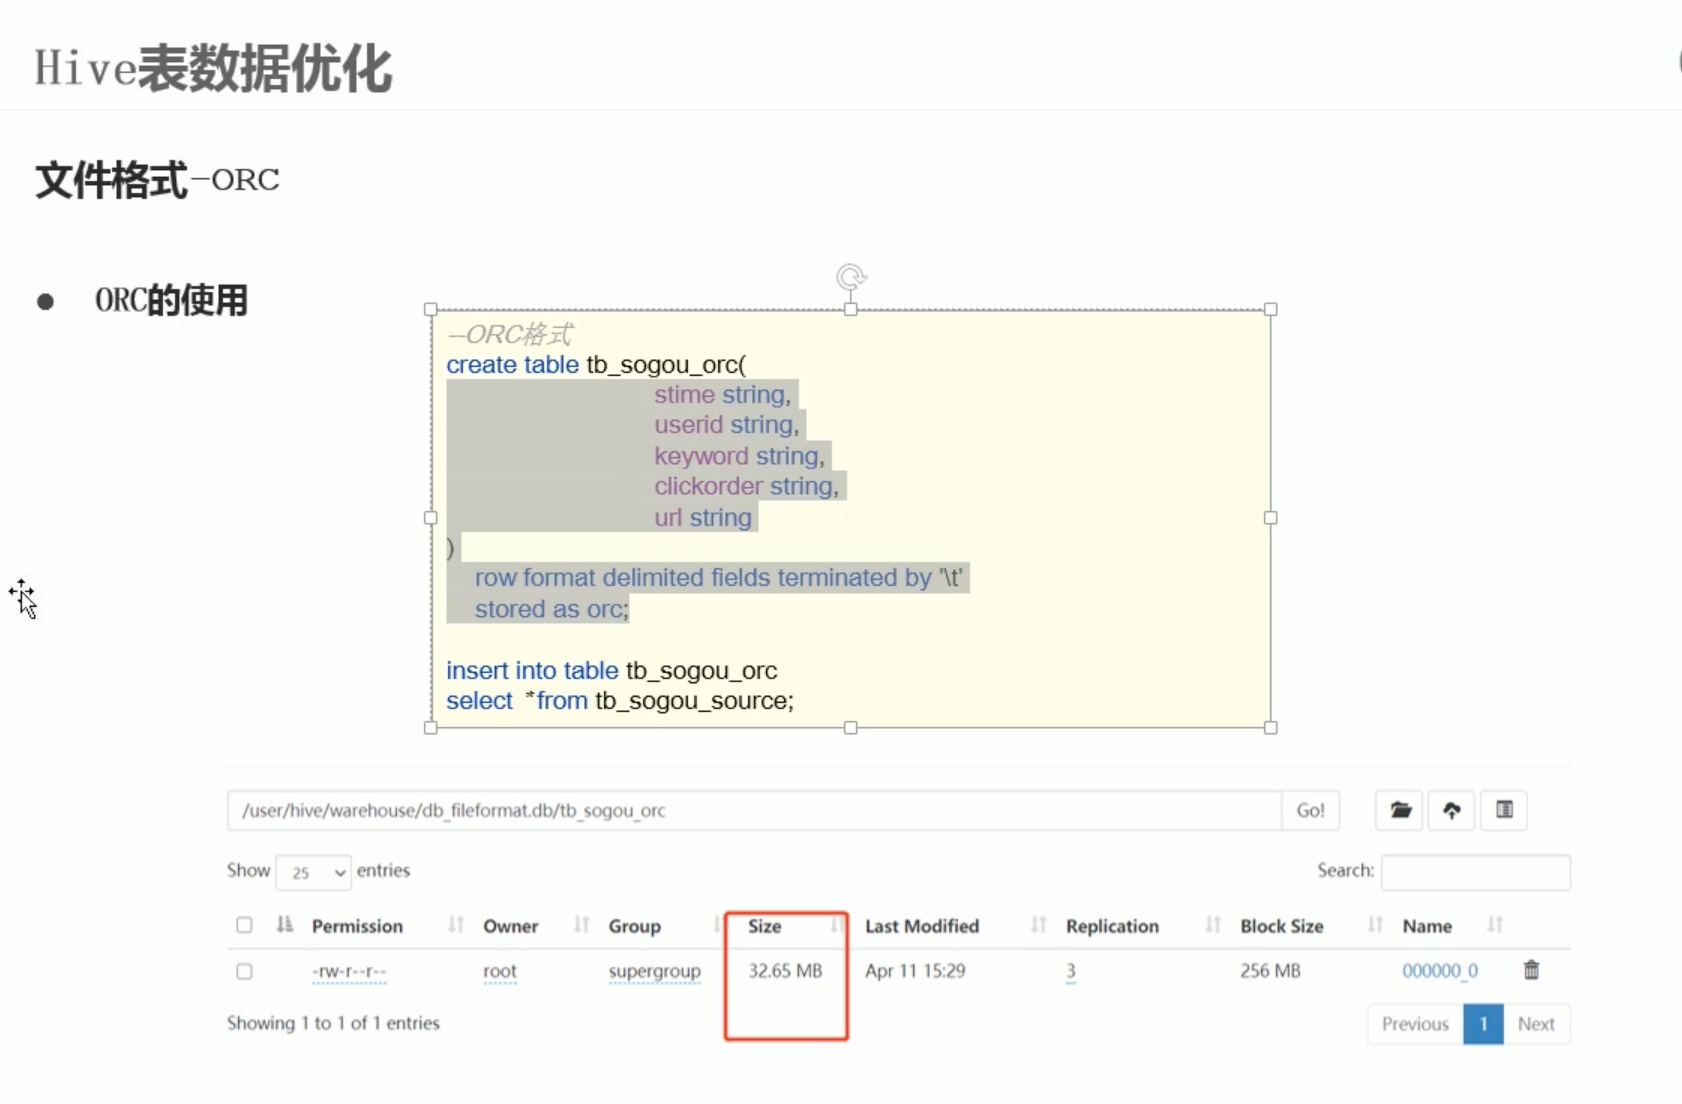 Hive表数据优化
文件格式-ORC
● ORC的使用
--ORC格式
create table tb_sogou_orc(
stime string,
userid string,
keyword string,
clickorder string,
url string
)
row format delimited fields terminated by '\t'
stored as orc;
insert into table tb_sogou_orc
select *from tb_sogou_source;
/user/hive/warehouse/db_fileformat.db/tb_sogou_orc Go!
Show 25 entries Search:
Permission Owner Group Size Last Modified Replication Block Size Name
-rw-r--r-- root supergroup 32.65 MB Apr 11 15:29 3 256 MB 000000_0
Showing 1 to 1 of 1 entries Previous 1 Next